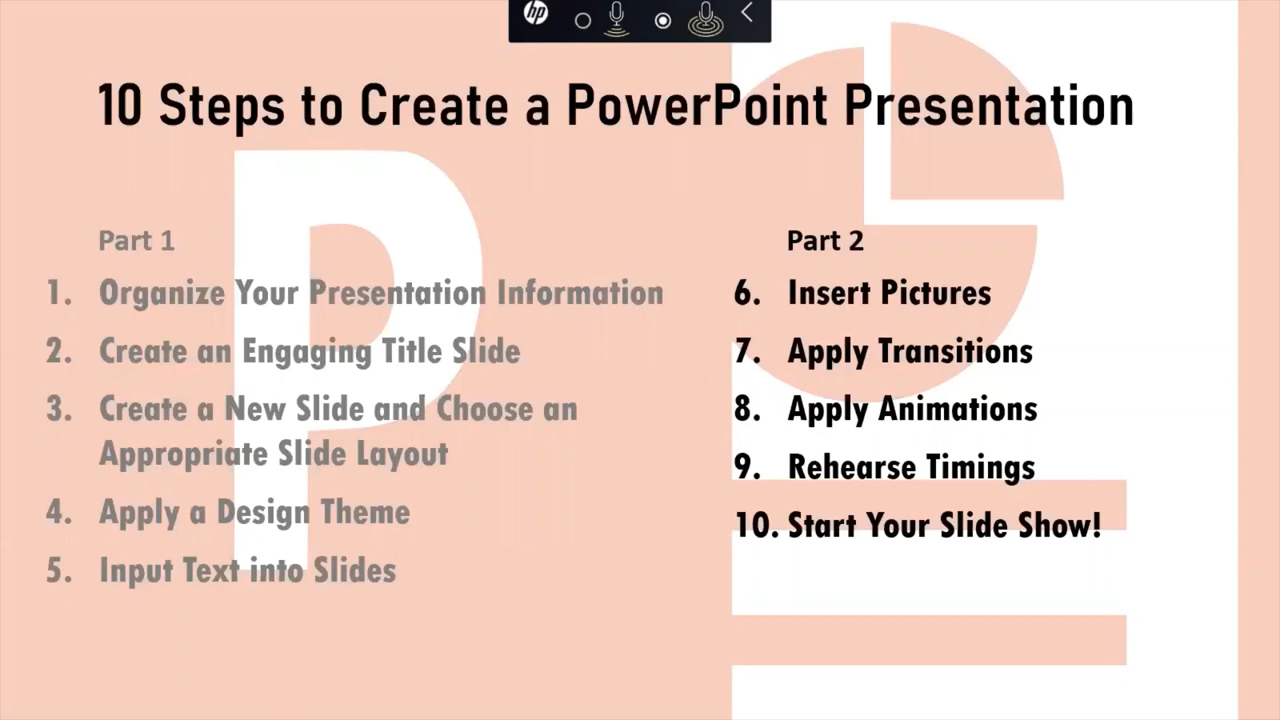 hp
10 Steps to Create a PowerPoint Presentation
P
Part 1
1. Organize Your Presentation Information
2. Create an Engaging Title Slide
3. Create a New Slide and Choose an
Appropriate Slide Layout
4. Apply a Design Theme
5. Input Text into Slides
Part 2
6. Insert Pictures
7. Apply Transitions
8. Apply Animations
9. Rehearse Timings
10. Start Your Slide Show!